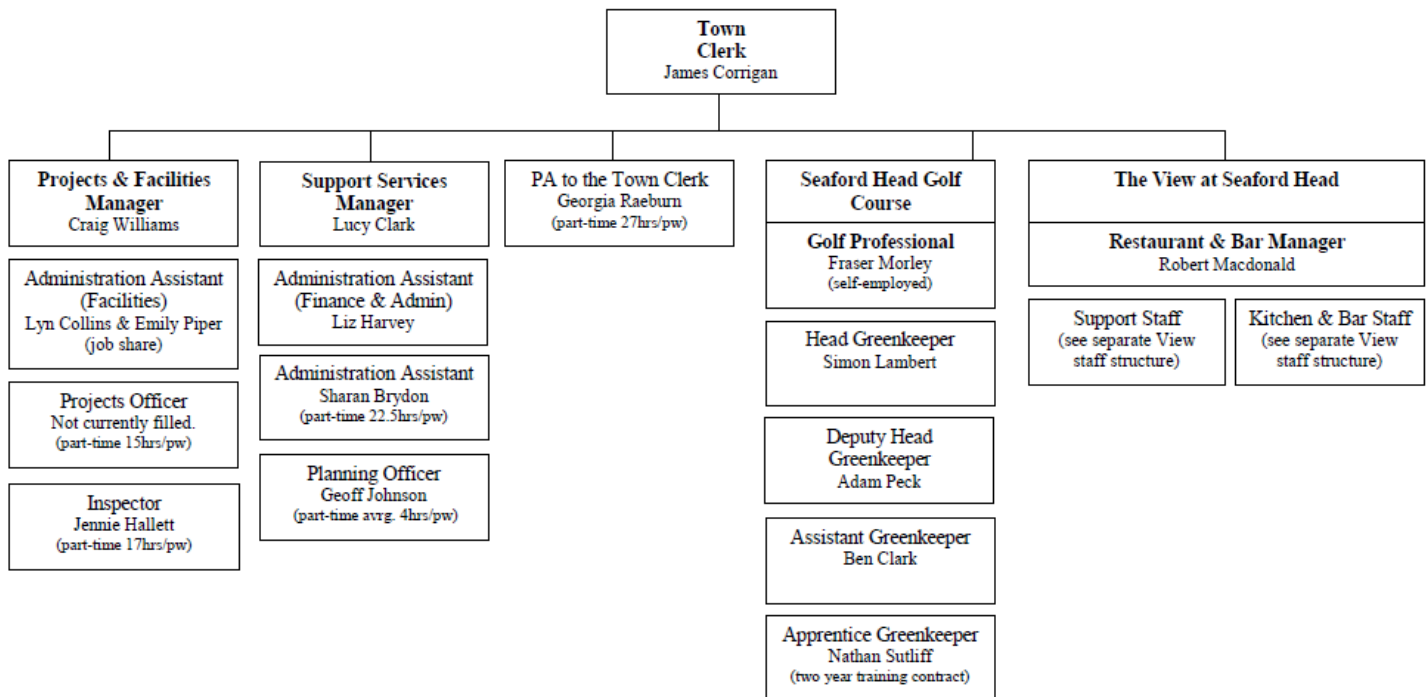 Town
Clerk
James Corrigan
Projects & Facilities
Manager
Craig Williams
Administration Assistant
(Facilities)
Lyn Collins & Emily Piper
(job share)
Projects Officer
Not currently filled.
(part-time 15hrs/pw)
Inspector
Jennie Hallett
(part-time 17hrs/pw)
Support Services
Manager
Lucy Clark
Administration Assistant
(Finance & Admin)
Liz Harvey
Administration Assistant
Sharan Brydon
(part-time 22.5hrs/pw)
Planning Officer
Geoff Johnson
(part-time avrg. 4hrs/pw)
PA to the Town Clerk
Georgia Raeburn
(part-time 27hrs/pw)
Seaford Head Golf
Course
Golf Professional
Fraser Morley
(self-employed)
Head Greenkeeper
Simon Lambert
Deputy Head
Greenkeeper
Adam Peck
Assistant Greenkeeper
Ben Clark
Apprentice Greenkeeper
Nathan Sutliff
(two year training contract)
The View at Seaford Head
Restaurant & Bar Manager
Robert Macdonald
Support Staff
(see separate View
staff structure)
Kitchen & Bar Staff
(see separate View
staff structure)